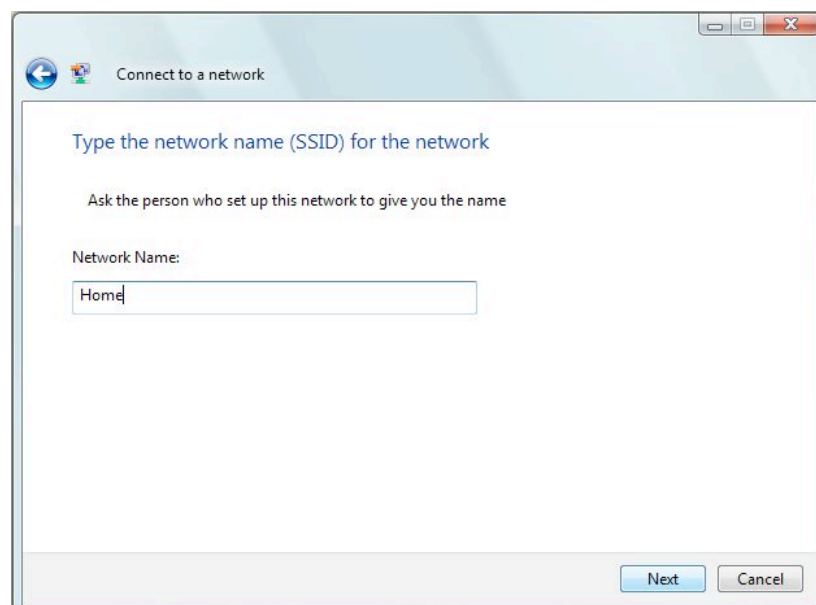 Connect to a network
Type the network name (SSID) for the network
Ask the person who set up this network to give you the name
Network Name:
Home
Next Cancel